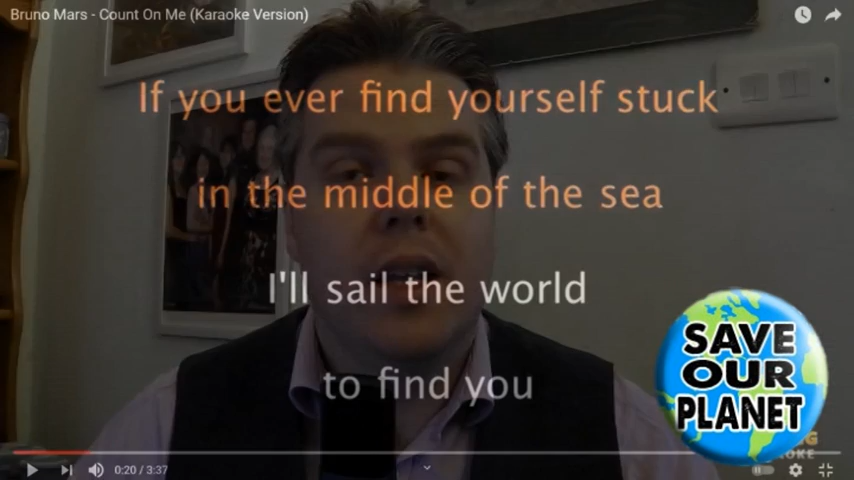 Bruno Mars - Count On Me (Karaoke Version)
If you ever find yourself stuck
in the middle of the sea
I'll sail the world
to find you
SAVE
OUR
PLANET
0:20 / 3:37